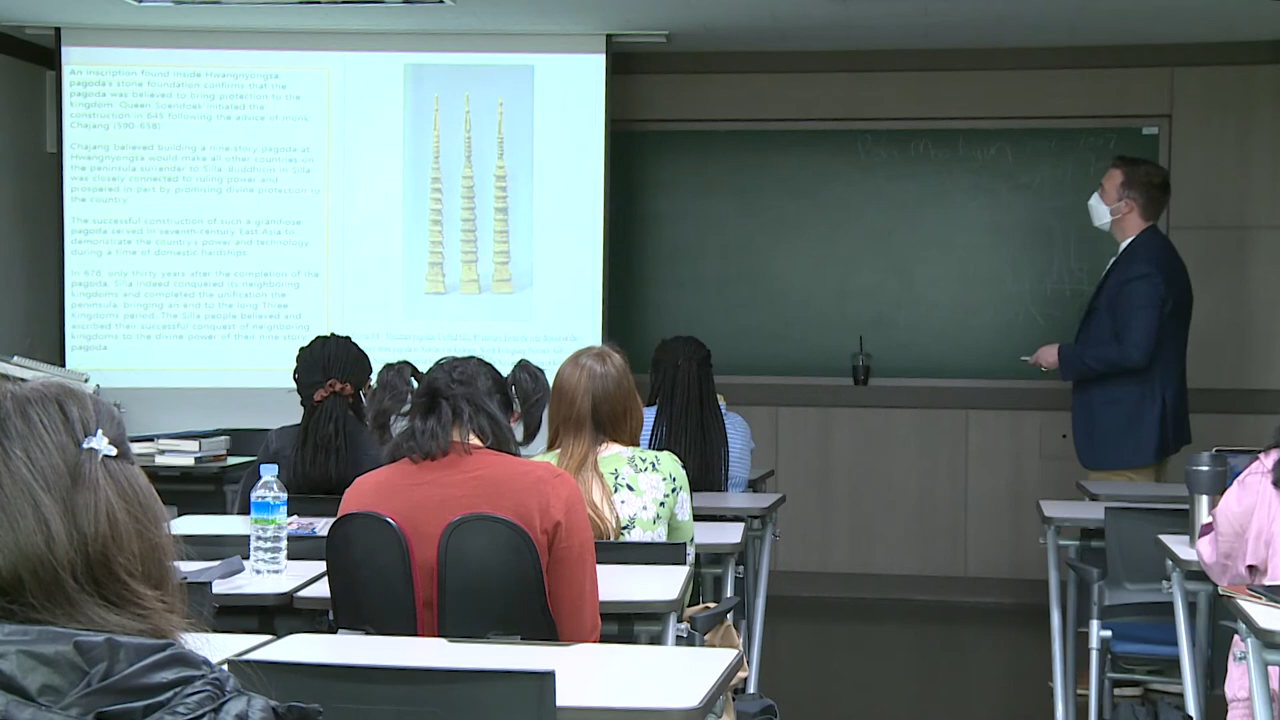 An inscription found inside Hwangnyongsa
pagoda's stone foundation confirms that the
pagoda was believed to bring protection to the
kingdom. Queen Seondeok initiated the
construction in 645 following the advice of monk
Chajang (590-658).
Chajang believed building a nine-story pagoda at
Hwangnyongsa would make all other countries on
the peninsula surrender to Silla. Buddhism in Silla
was closely connected to ruling power and
prospered in part by promising divine protection to
the country.
The successful construction of such a grandiose
pagoda served in seventh-century East Asia to
demonstrate the country's power and technology
during a time of domestic hardships.
In 676, only thirty years after the completion of the
pagoda, Silla indeed conquered its neighboring
kingdoms and completed the unification the
peninsula, bringing an end to the long Three
Kingdoms period. The Silla people believed and
ascribed their successful conquest of neighboring
kingdoms to the divine power of their nine-story
pagoda.